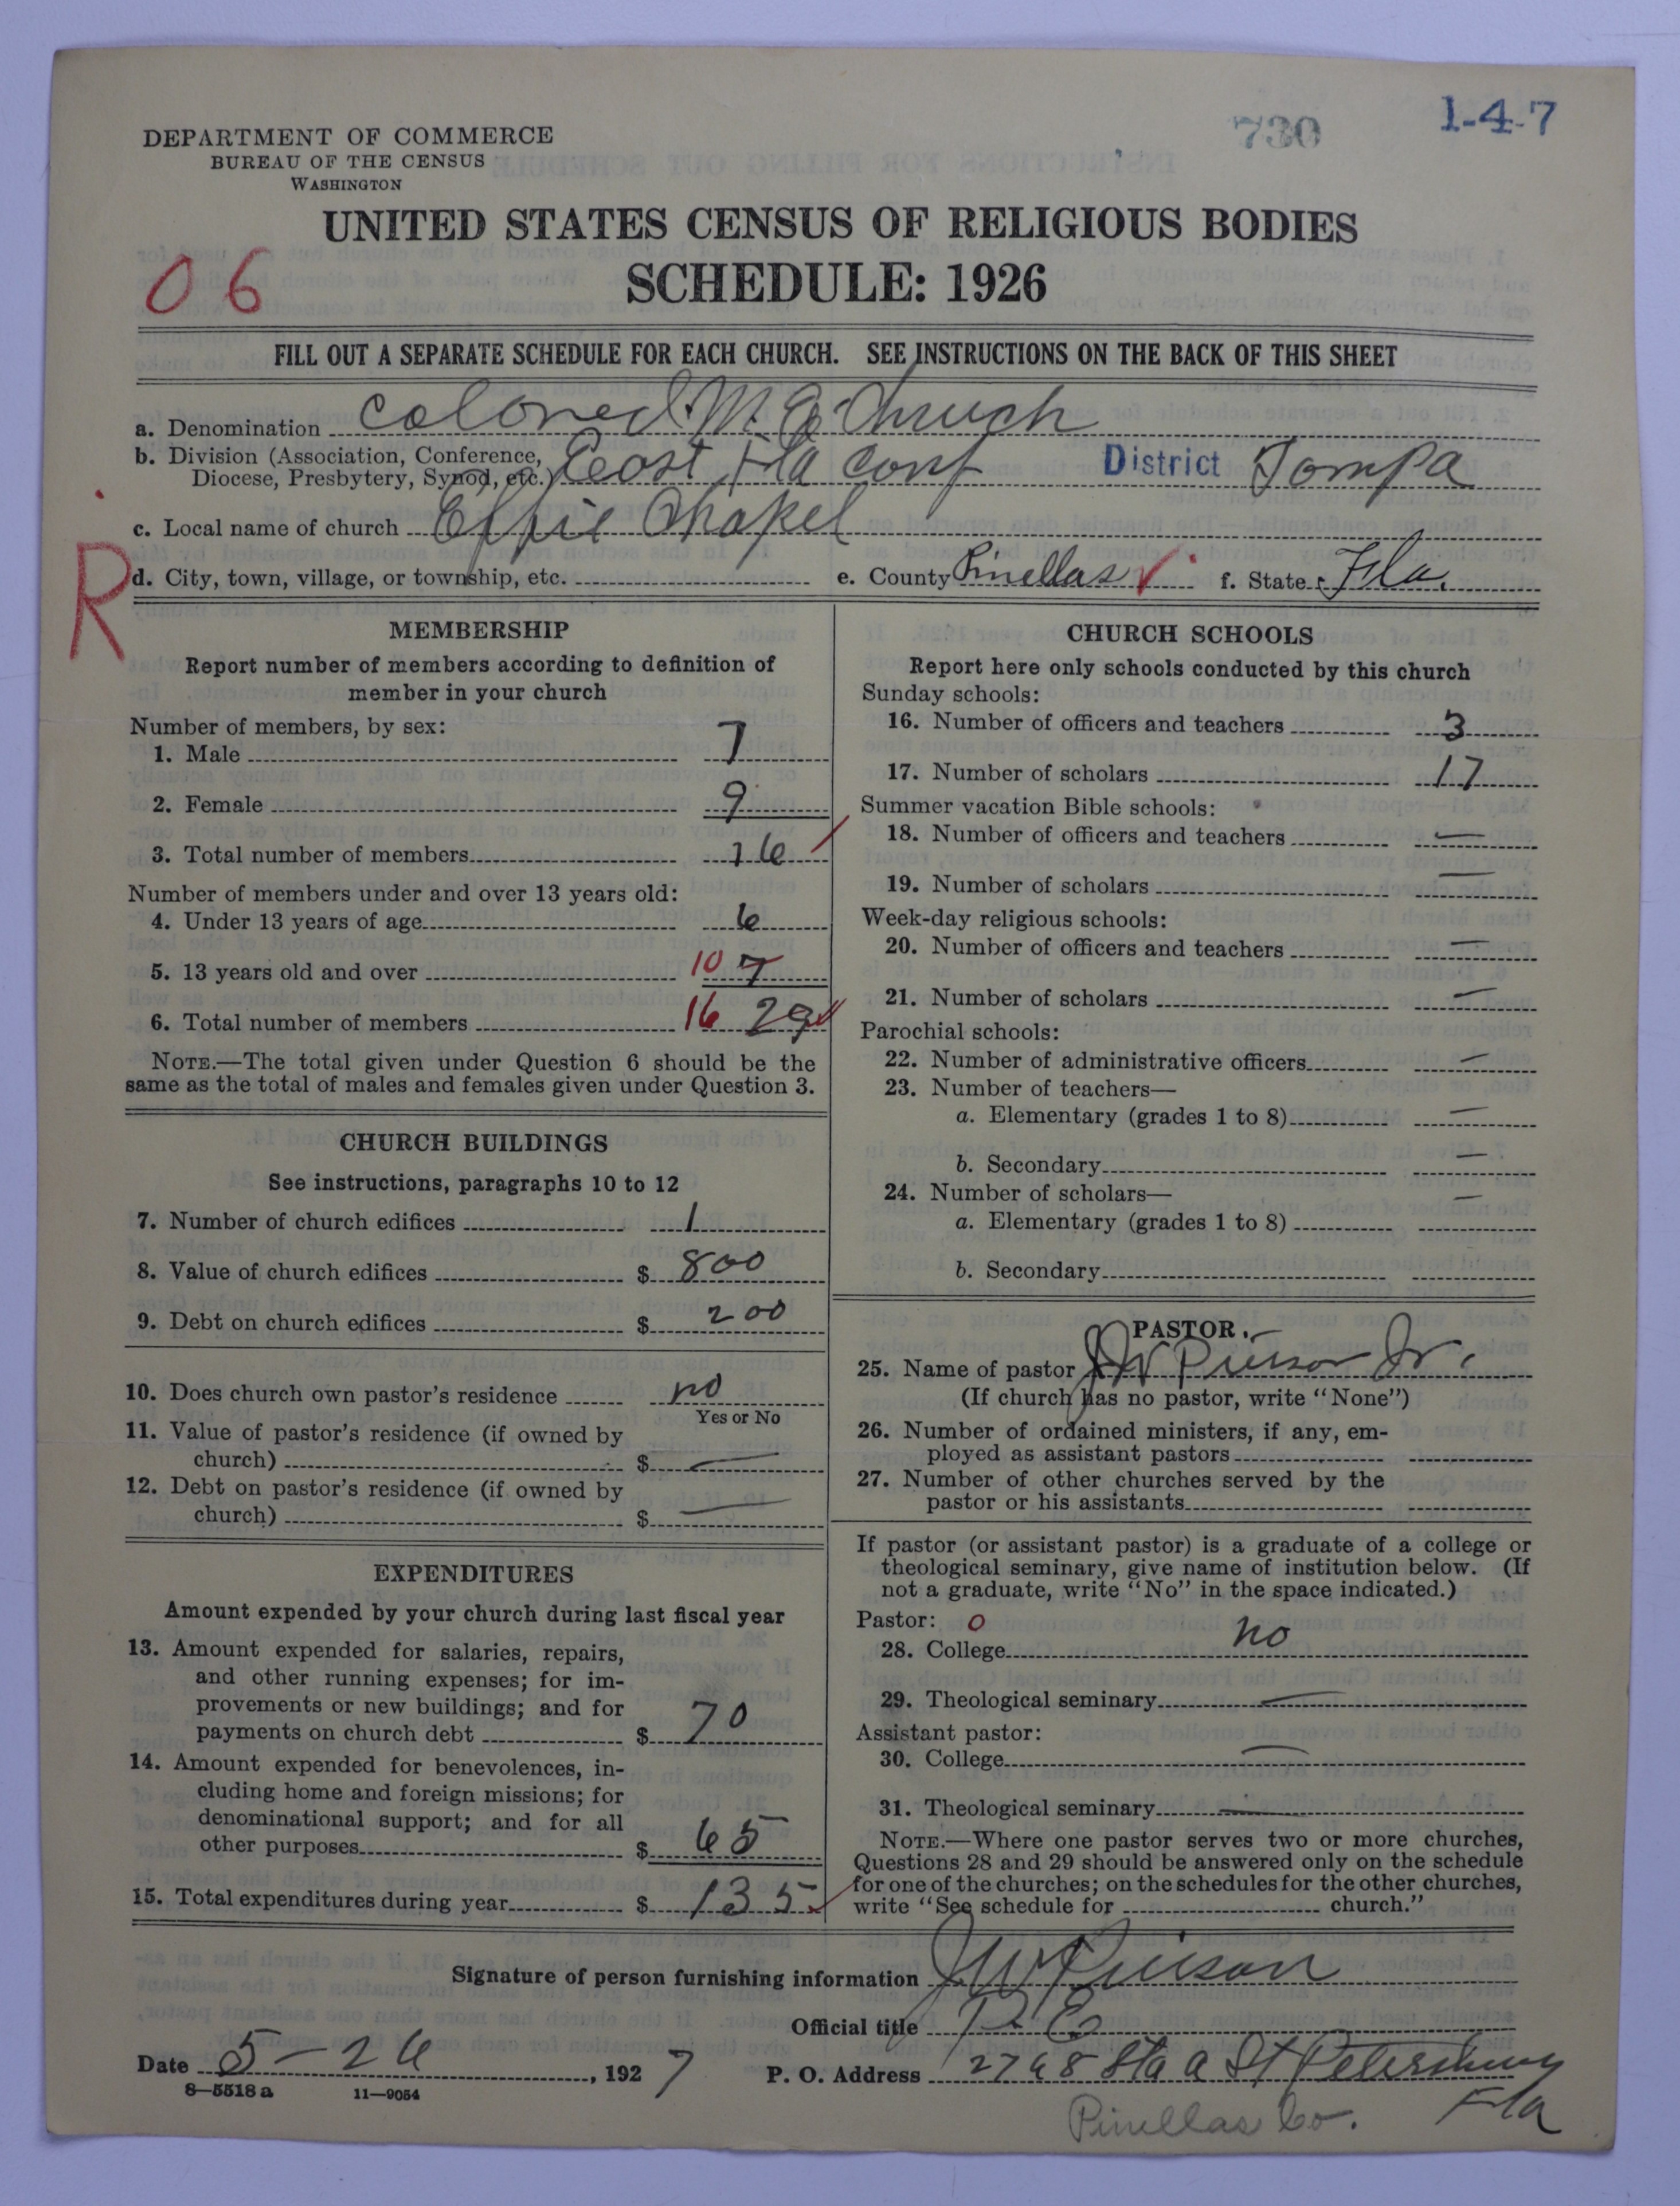 730
1-4-7
DEPARTMENT OF COMMERCE
BUREAU OF THE CENSUS
WASHINGTON
UNITED STATES CENSUS OF RELIGIOUS BODIES
06
SCHEDULE: 1926
FILL OUT A SEPARATE SCHEDULE FOR EACH CHURCH. SEE INSTRUCTIONS ON THE BACK OF THIS SHEET
a. Denomination colored M. E. Church
b. Division (Association, Conference, Diocese, Presbytery, Synod, etc.) East Fla conf District Tampa
c. Local name of church Effie Chapel
R
d. City, town, village, or township, etc. e. County Pinellas f. State Fla.
MEMBERSHIP
Report number of members according to definition of
member in your church
Number of members, by sex:
1. Male 7
2. Female 9
3. Total number of members 16
Number of members under and over 13 years old:
4. Under 13 years of age 6
5. 13 years old and over 10 7
6. Total number of members 16 29
NOTE.—The total given under Question 6 should be the
same as the total of males and females given under Question 3.
CHURCH BUILDINGS
See instructions, paragraphs 10 to 12
7. Number of church edifices 1
8. Value of church edifices $ 800
9. Debt on church edifices $ 200
10. Does church own pastor's residence no
Yes or No
11. Value of pastor's residence (if owned by
church) $ —
12. Debt on pastor's residence (if owned by
church) $ —
EXPENDITURES
Amount expended by your church during last fiscal year
13. Amount expended for salaries, repairs,
and other running expenses; for im-
provements or new buildings; and for
payments on church debt $ 70
14. Amount expended for benevolences, in-
cluding home and foreign missions; for
denominational support; and for all
other purposes $ 65
15. Total expenditures during year $ 135
CHURCH SCHOOLS
Report here only schools conducted by this church
Sunday schools:
16. Number of officers and teachers 3
17. Number of scholars 17
Summer vacation Bible schools:
18. Number of officers and teachers —
19. Number of scholars —
Week-day religious schools:
20. Number of officers and teachers —
21. Number of scholars —
Parochial schools:
22. Number of administrative officers —
23. Number of teachers—
a. Elementary (grades 1 to 8) —
b. Secondary —
24. Number of scholars— —
a. Elementary (grades 1 to 8)
b. Secondary
PASTOR
25. Name of pastor J W Pierson Jr.
(If church has no pastor, write "None")
26. Number of ordained ministers, if any, em-
ployed as assistant pastors
27. Number of other churches served by the
pastor or his assistants
If pastor (or assistant pastor) is a graduate of a college or
theological seminary, give name of institution below. (If
not a graduate, write "No" in the space indicated.)
Pastor: 0
28. College no
29. Theological seminary —
Assistant pastor:
30. College —
31. Theological seminary —
NOTE.—Where one pastor serves two or more churches,
Questions 28 and 29 should be answered only on the schedule
for one of the churches; on the schedules for the other churches,
write "See schedule for church."
Signature of person furnishing information J W Pierson
Official title P. E
Date 5-26, 1927 P. O. Address St Petersburg
8—5518 a 11—9054
Fla
Pinellas Co.